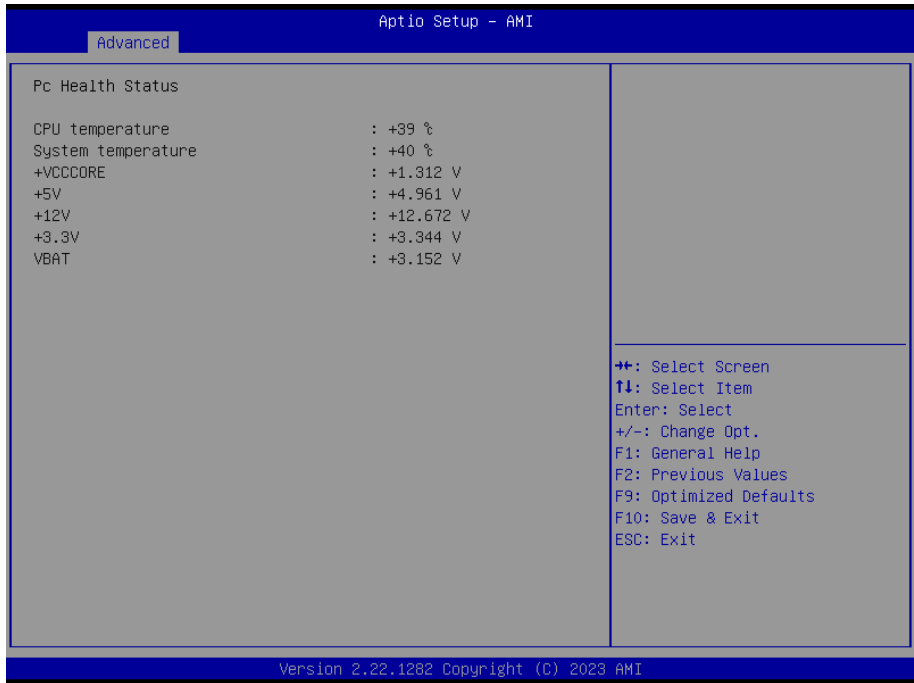 Aptio Setup – AMI
Advanced
Pc Health Status
CPU temperature : +39 ℃
System temperature : +40 ℃
+VCCCORE : +1.312 V
+5V : +4.961 V
+12V : +12.672 V
+3.3V : +3.344 V
VBAT : +3.152 V
→←: Select Screen
↑↓: Select Item
Enter: Select
+/-: Change Opt.
F1: General Help
F2: Previous Values
F9: Optimized Defaults
F10: Save & Exit
ESC: Exit
Version 2.22.1282 Copyright (C) 2023 AMI